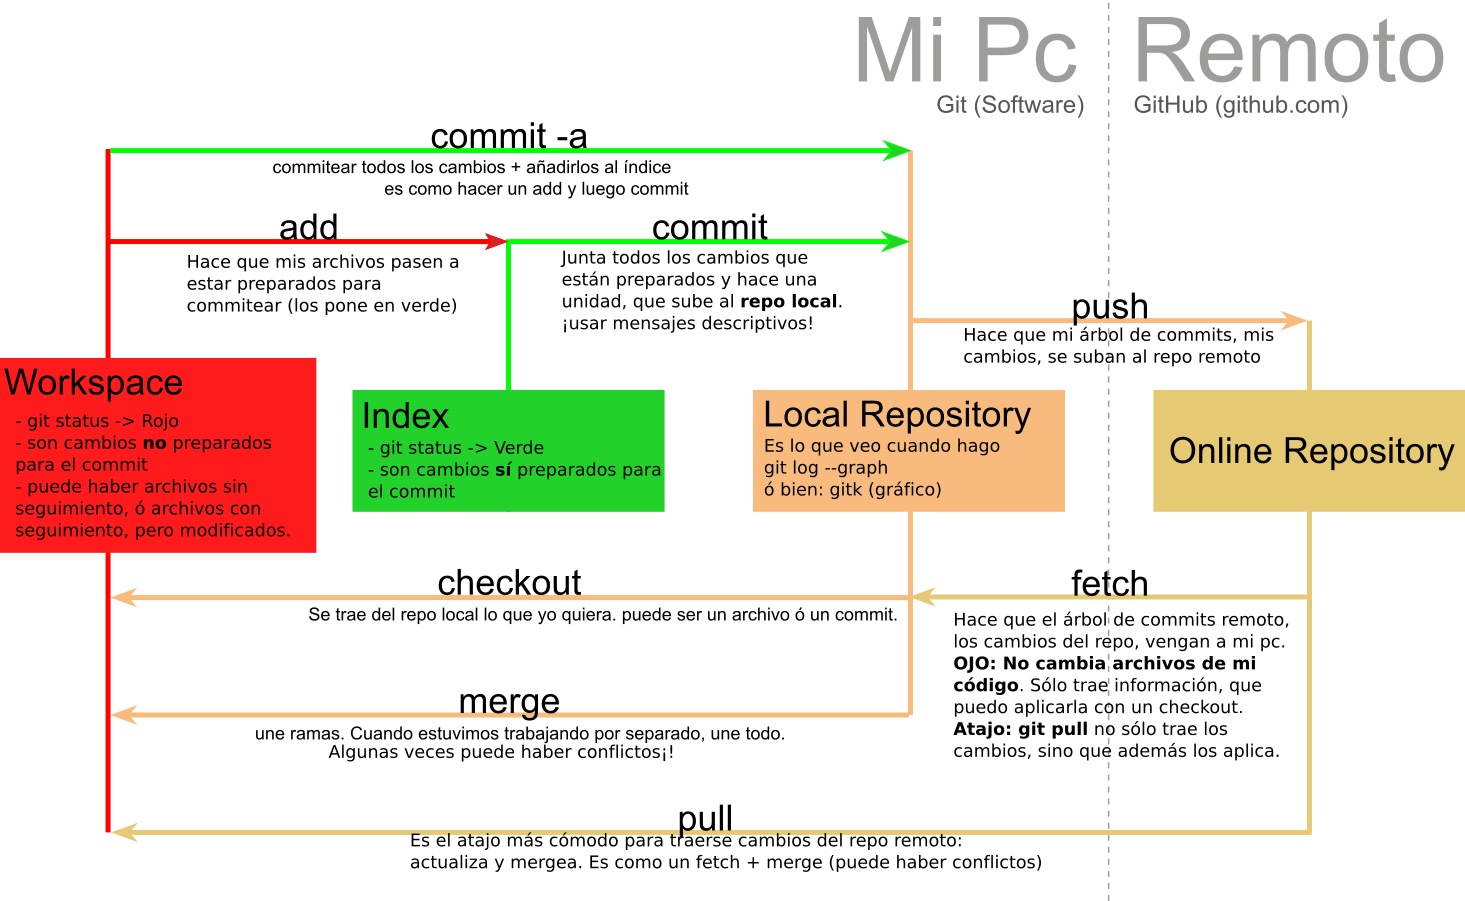 Mi Pc
Remoto
Git (Software)
GitHub (github.com)
commit -a
commitear todos los cambios + añadirlos al índice
es como hacer un add y luego commit
add
Hace que mis archivos pasen a
estar preparados para
commitear (los pone en verde)
commit
Junta todos los cambios que
están preparados y hace una
unidad, que sube al repo local.
¡usar mensajes descriptivos!
push
Hace que mi árbol de commits, mis
cambios, se suban al repo remoto
Workspace
- git status -> Rojo
- son cambios no preparados
para el commit
- puede haber archivos sin
seguimiento, ó archivos con
seguimiento, pero modificados.
Index
- git status -> Verde
- son cambios sí preparados para
el commit
Local Repository
Es lo que veo cuando hago
git log --graph
ó bien: gitk (gráfico)
Online Repository
checkout
Se trae del repo local lo que yo quiera. puede ser un archivo ó un commit.
fetch
Hace que el árbol de commits remoto,
los cambios del repo, vengan a mi pc.
OJO: No cambia archivos de mi
código. Sólo trae información, que
puedo aplicarla con un checkout.
Atajo: git pull no sólo trae los
cambios, sino que además los aplica.
merge
une ramas. Cuando estuvimos trabajando por separado, une todo.
Algunas veces puede haber conflictos¡!
pull
Es el atajo más cómodo para traerse cambios del repo remoto:
actualiza y mergea. Es como un fetch + merge (puede haber conflictos)